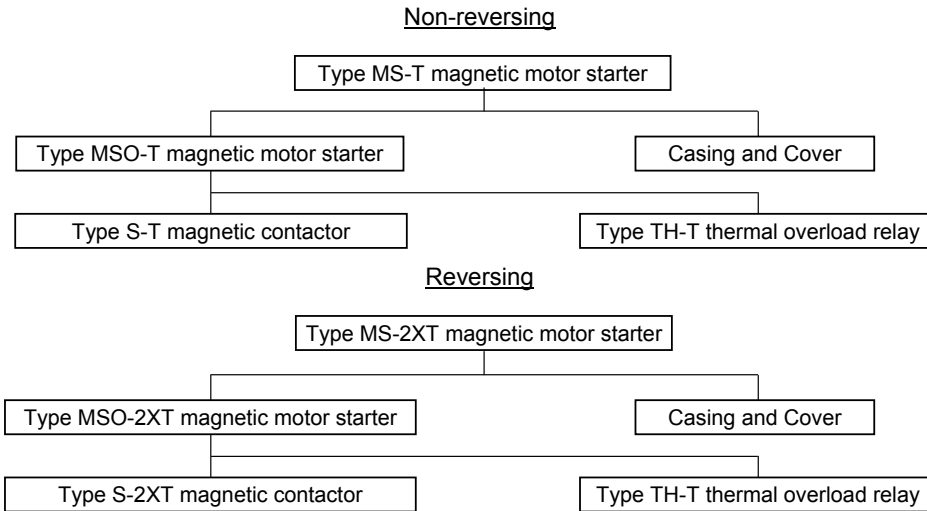 Non-reversing
Type MS-T magnetic motor starter
Type MSO-T magnetic motor starter
Casing and Cover
Type S-T magnetic contactor
Type TH-T thermal overload relay
Reversing
Type MS-2XT magnetic motor starter
Type MSO-2XT magnetic motor starter
Casing and Cover
Type S-2XT magnetic contactor
Type TH-T thermal overload relay